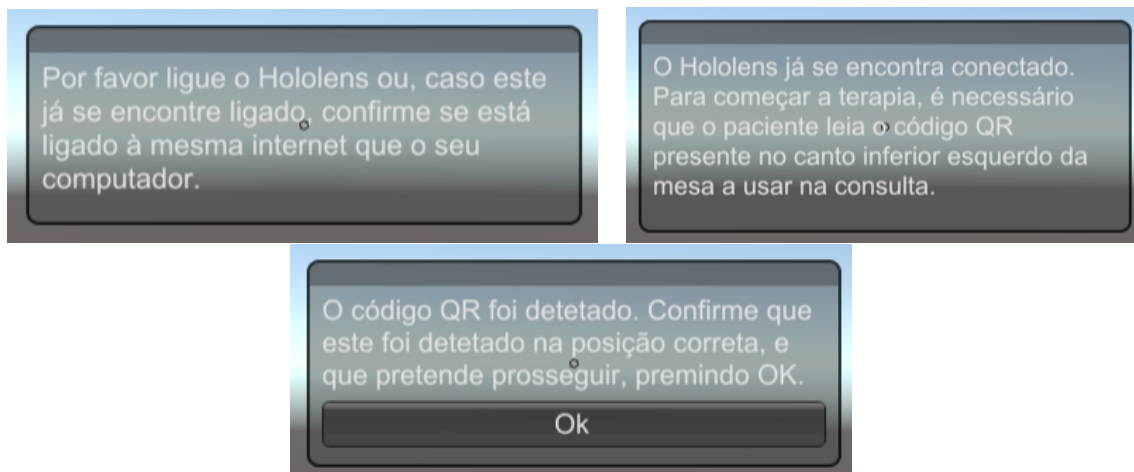 Por favor ligue o Hololens ou, caso este
já se encontre ligado, confirme se está
ligado à mesma internet que o seu
computador.
O Hololens já se encontra conectado.
Para começar a terapia, é necessário
que o paciente leia o código QR
presente no canto inferior esquerdo da
mesa a usar na consulta.
O código QR foi detetado. Confirme que
este foi detetado na posição correta, e
que pretende prosseguir, premindo OK.
Ok